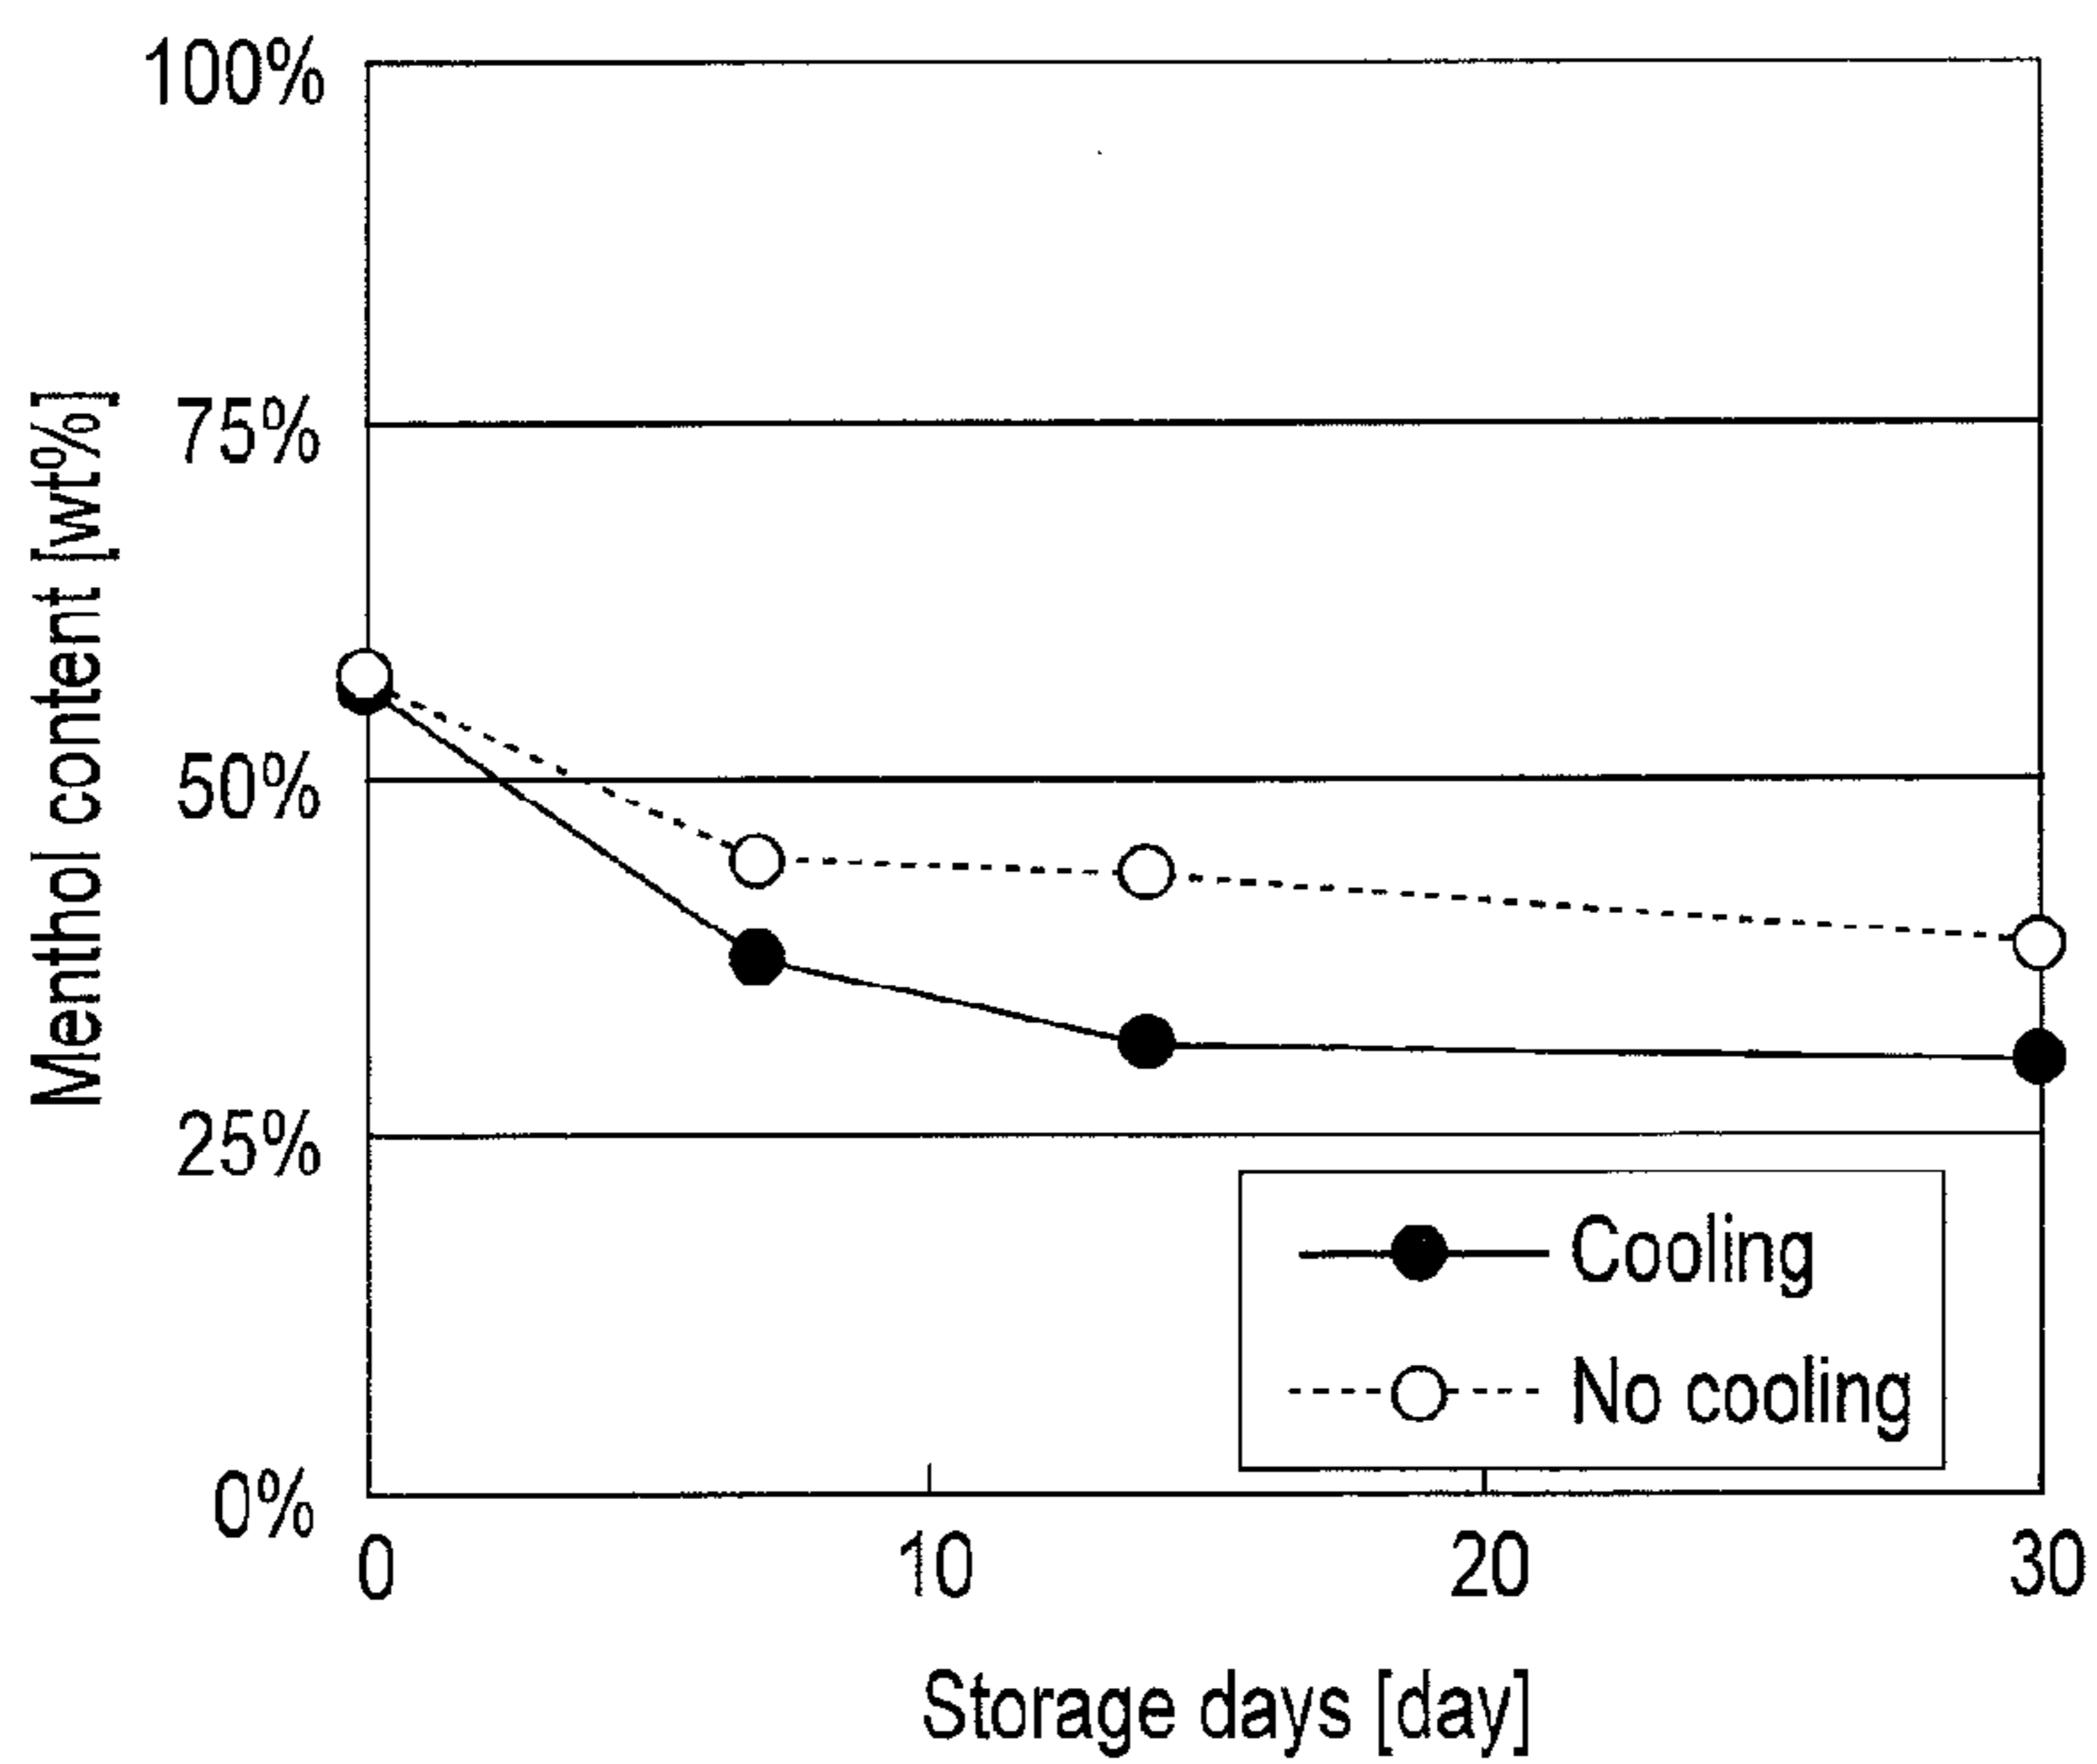 100%
75%
50%
25%
0%
Menthol content [wt%]
Cooling
No cooling
0
10
20
30
Storage days [day]